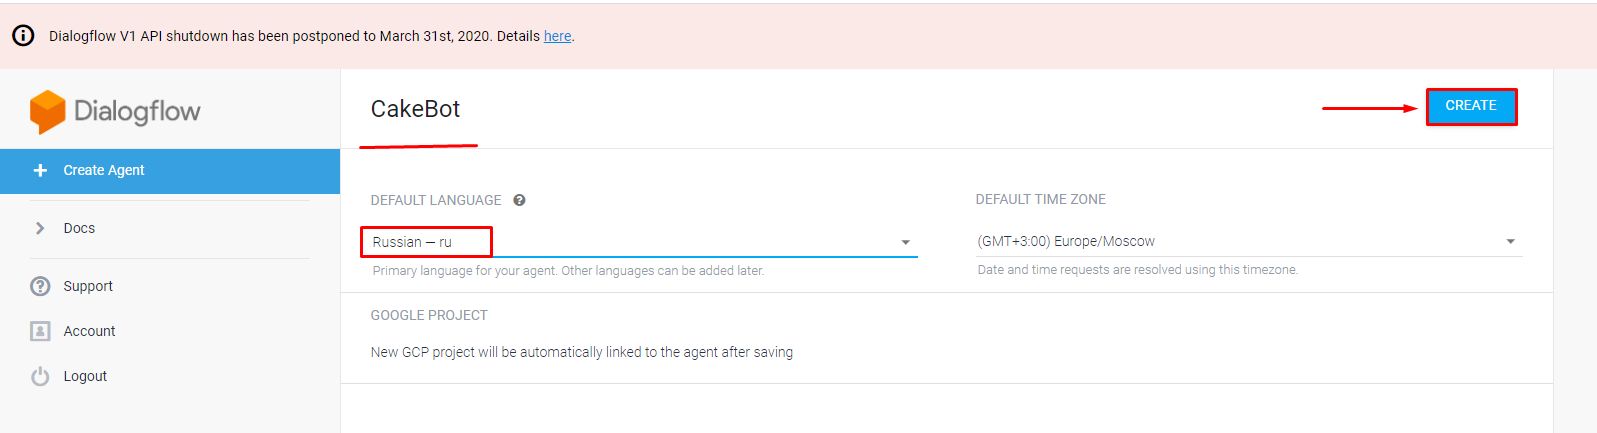 Dialogflow V1 API shutdown has been postponed to March 31st, 2020. Details here.
Dialogflow
CakeBot
CREATE
Create Agent
Docs
Support
Account
Logout
DEFAULT LANGUAGE
Russian — ru
Primary language for your agent. Other languages can be added later.
DEFAULT TIME ZONE
(GMT+3:00) Europe/Moscow
Date and time requests are resolved using this timezone.
GOOGLE PROJECT
New GCP project will be automatically linked to the agent after saving